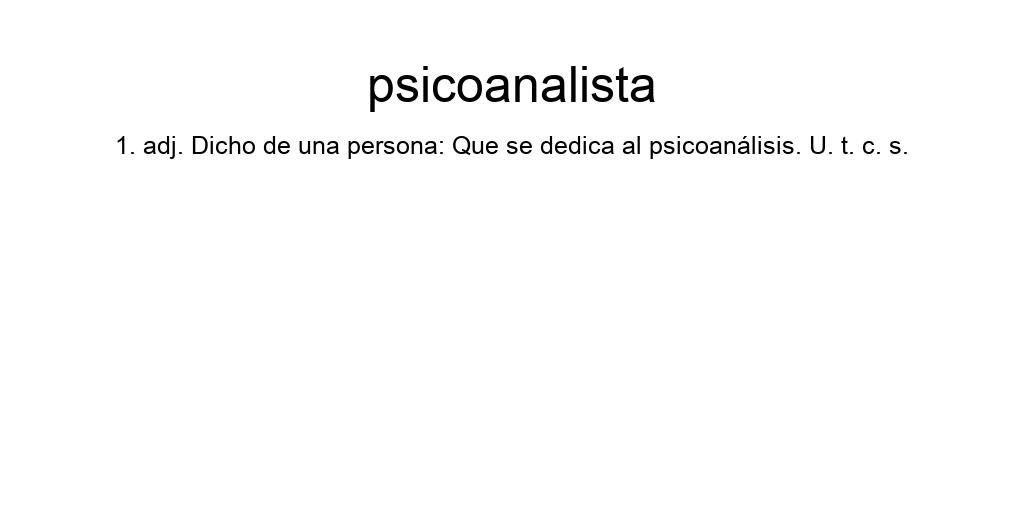 psicoanalista
1. adj. Dicho de una persona: Que se dedica al psicoanálisis. U. t. c. s.